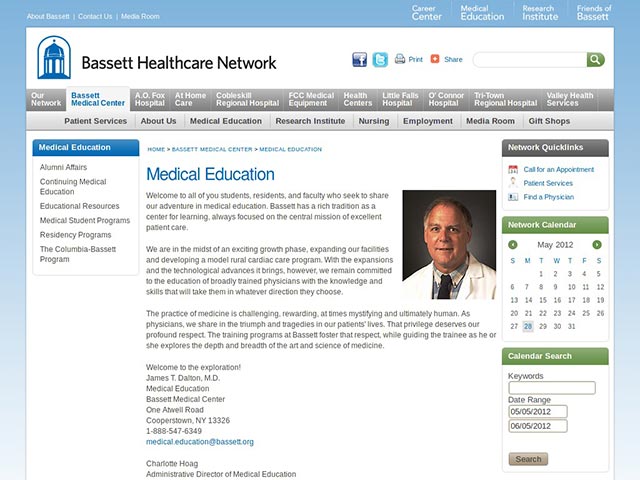 About Bassett | Contact Us | Media Room
Career Center
Medical Education
Research Institute
Friends of Bassett
Bassett Healthcare Network
Print
Share
Our Network
Bassett Medical Center
A.O. Fox Hospital
At Home Care
Cobleskill Regional Hospital
FCC Medical Equipment
Health Centers
Little Falls Hospital
O' Connor Hospital
Tri-Town Regional Hospital
Valley Health Services
Patient Services | About Us | Medical Education | Research Institute | Nursing | Employment | Media Room | Gift Shops
Medical Education
Alumni Affairs
Continuing Medical
Education
Educational Resources
Medical Student Programs
Residency Programs
The Columbia-Bassett
Program
HOME > BASSETT MEDICAL CENTER > MEDICAL EDUCATION
Medical Education
Welcome to all of you students, residents, and faculty who seek to share
our adventure in medical education. Bassett has a rich tradition as a
center for learning, always focused on the central mission of excellent
patient care.
We are in the midst of an exciting growth phase, expanding our facilities
and developing a model rural cardiac care program. With the expansions
and the technological advances it brings, however, we remain committed
to the education of broadly trained physicians with the knowledge and
skills that will take them in whatever direction they choose.
The practice of medicine is challenging, rewarding, at times mystifying and ultimately human. As
physicians, we share in the triumph and tragedies in our patients' lives. That privilege deserves our
profound respect. The training programs at Bassett foster that respect, while guiding the trainee as he or
she explores the depth and breadth of the art and science of medicine.
Welcome to the exploration!
James T. Dalton, M.D.
Medical Education
Bassett Medical Center
One Atwell Road
Cooperstown, NY 13326
1-888-547-6349
medical.education@bassett.org
Charlotte Hoag
Administrative Director of Medical Education
Network Quicklinks
Call for an Appointment
Patient Services
Find a Physician
Network Calendar
May 2012
S M T W T F S
1 2 3 4 5
6 7 8 9 10 11 12
13 14 15 16 17 18 19
20 21 22 23 24 25 26
27 28 29 30 31
Calendar Search
Keywords
Date Range
05/05/2012
06/05/2012
Search